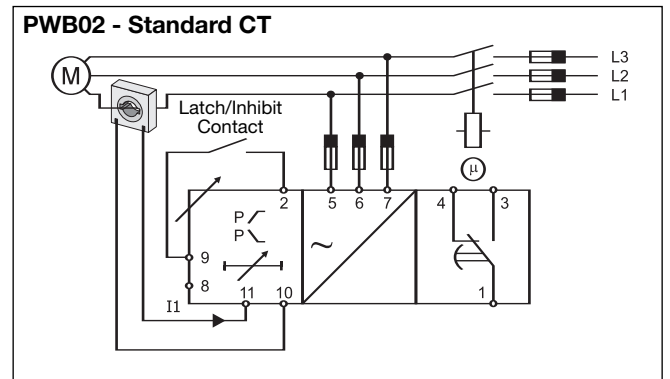 PWB02 - Standard CT
L3
L2
L1
M
Latch/Inhibit
Contact
μ
2 5 6 7 4 3
P
P
~
9
8
I1 11 10 1